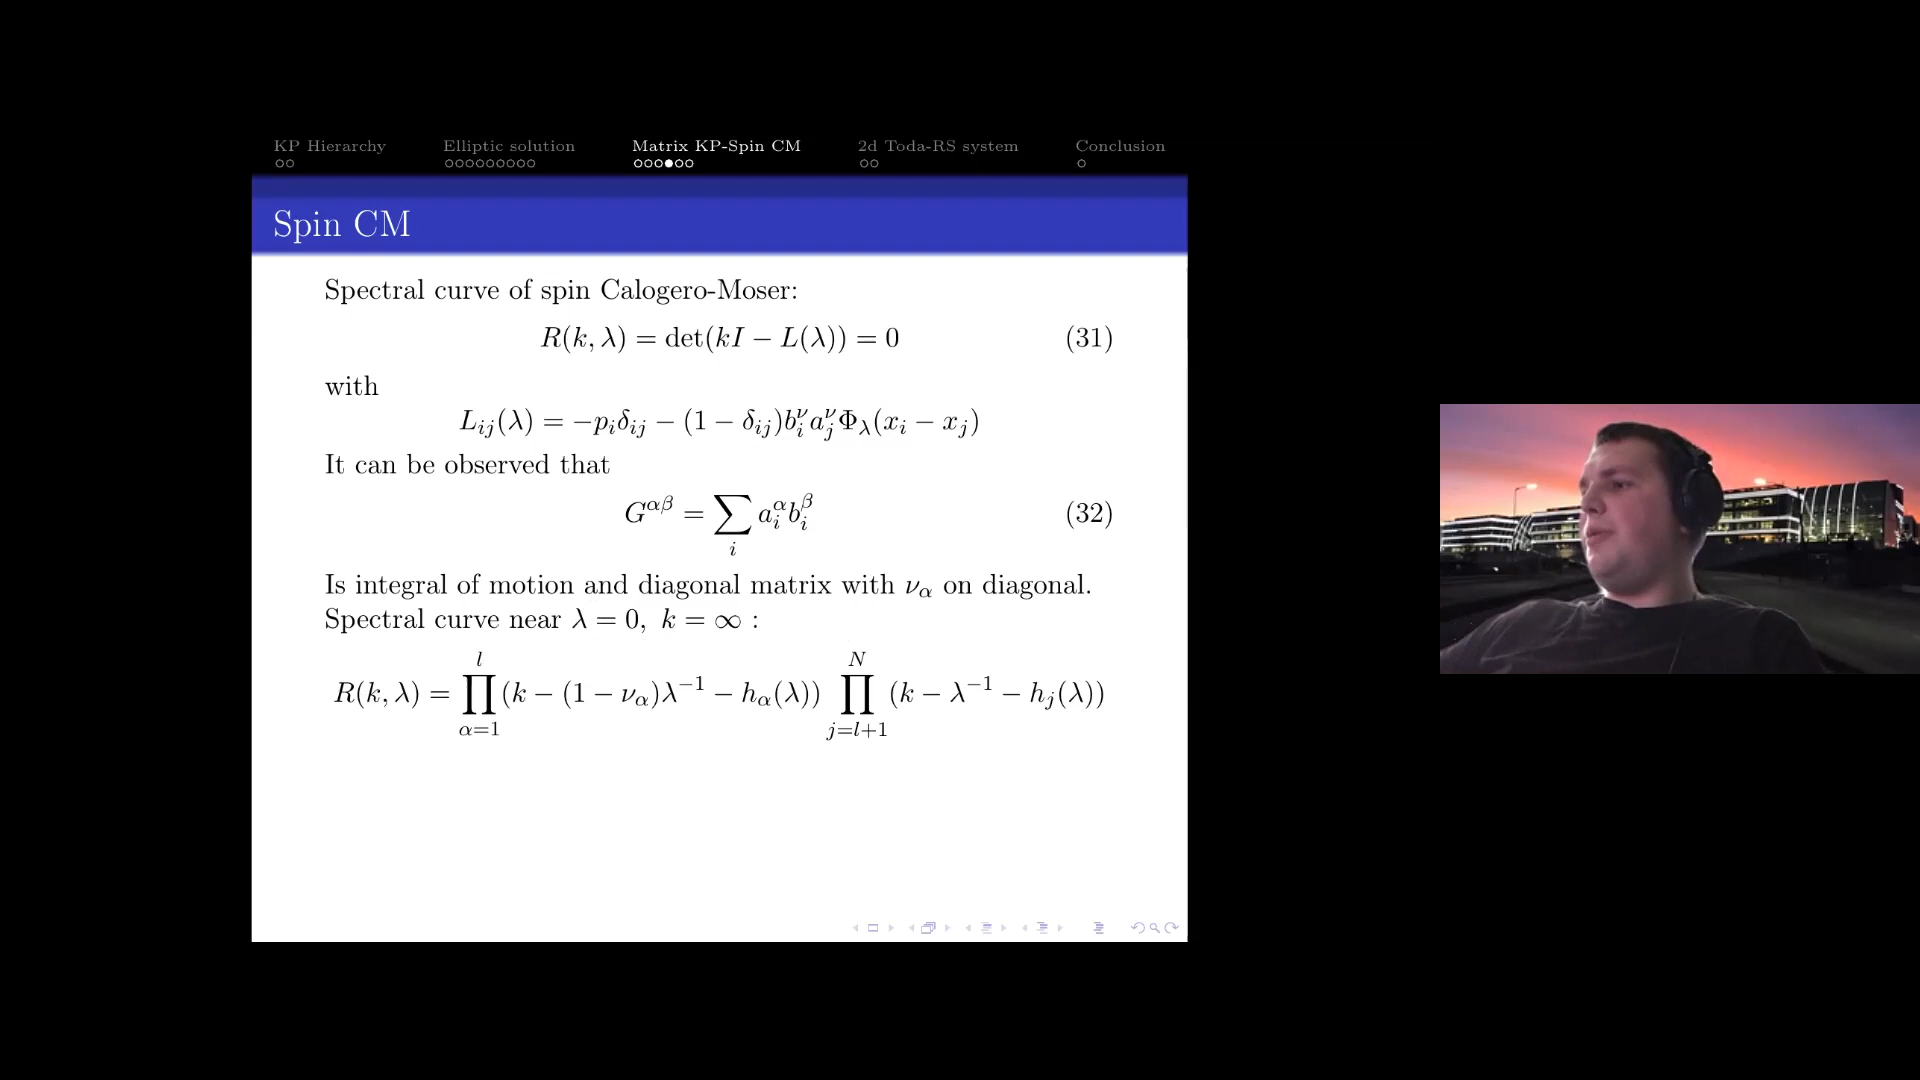 KP Hierarchy Elliptic solution Matrix KP-Spin CM 2d Toda-RS system Conclusion
Spin CM
Spectral curve of spin Calogero-Moser:
R(k, λ) = det(kI − L(λ)) = 0 (31)
with
L_{ij}(λ) = −p_iδ_{ij} − (1 − δ_{ij})b_i^ν a_j^ν Φ_λ(x_i − x_j)
It can be observed that
G^{αβ} = ∑_i a_i^α b_i^β (32)
Is integral of motion and diagonal matrix with ν_α on diagonal.
Spectral curve near λ = 0, k = ∞ :
R(k, λ) = ∏_{α=1}^{l} (k − (1 − ν_α)λ^{−1} − h_α(λ)) ∏_{j=l+1}^{N} (k − λ^{−1} − h_j(λ))